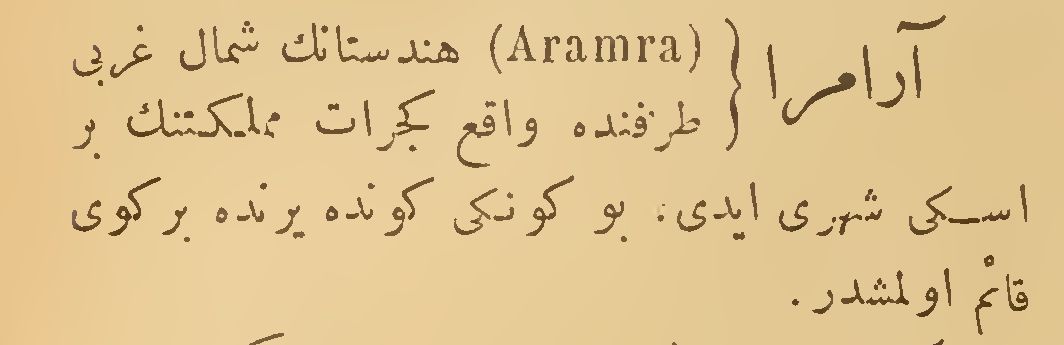 آرامرا { (Aramra) هندستانك شمال غربی
طرفنده واقع كجرات مملكتنك بر
اسكی شهری ایدی. بو كونكی كونده یرنده بر كوی
قائم اولمشدر.